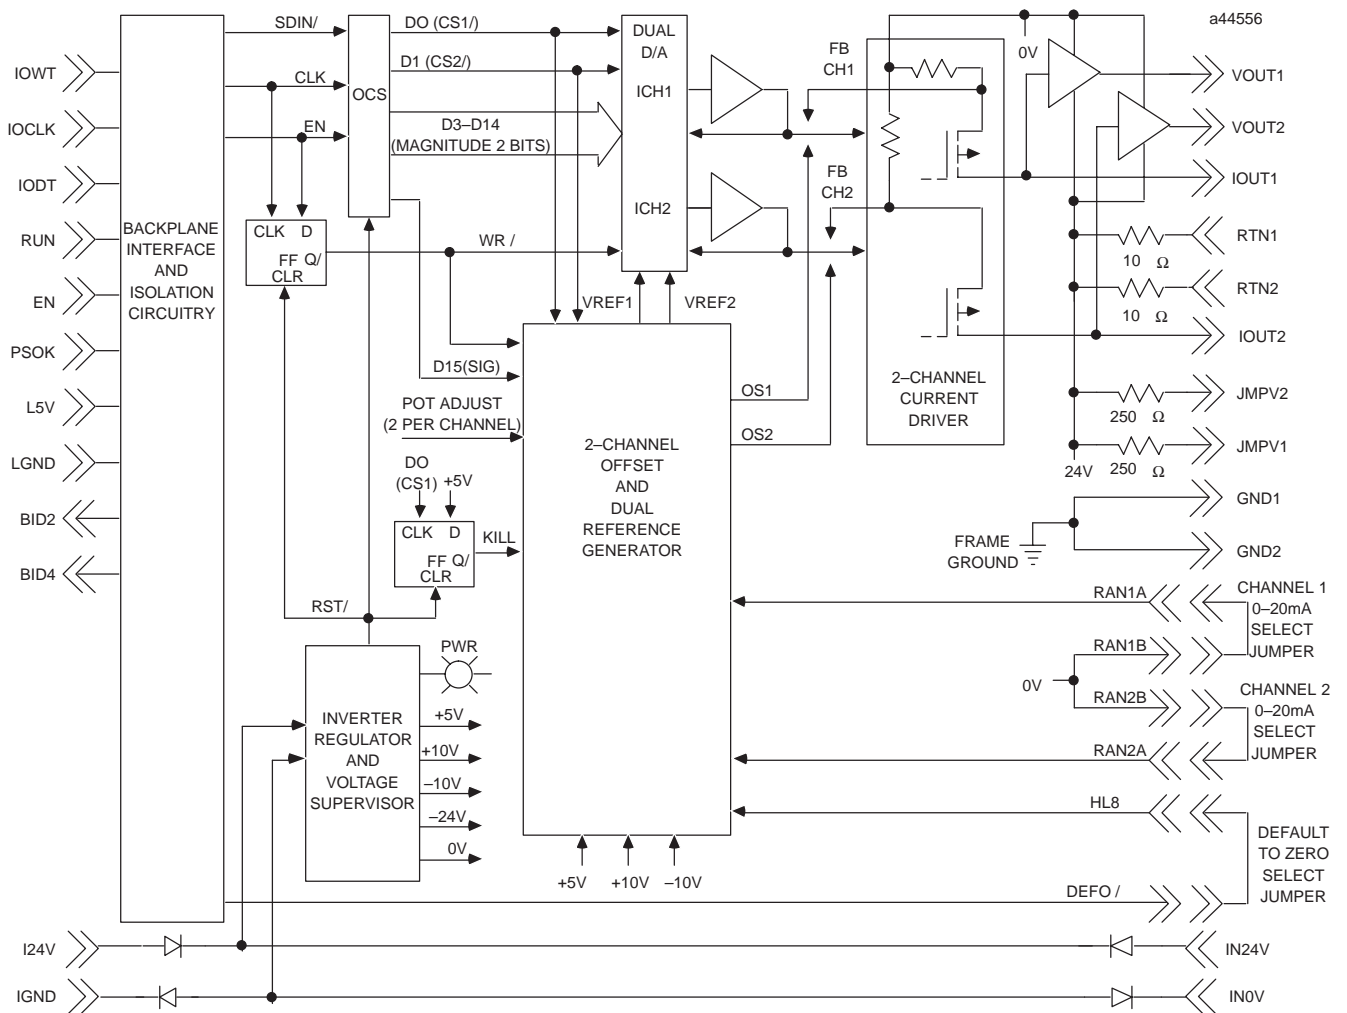 a44556
IOWT
IOCLK
IODT
RUN
EN
PSOK
L5V
LGND
BID2
BID4
I24V
IGND
BACKPLANE
INTERFACE
AND
ISOLATION
CIRCUITRY
SDIN/
CLK
EN
OCS
CLK D
FF Q/
CLR
DO (CS1/)
D1 (CS2/)
D3–D14
(MAGNITUDE 2 BITS)
WR /
D15(SIG)
POT ADJUST
(2 PER CHANNEL)
DO
(CS1)
+5V
CLK D
FF Q/
CLR
KILL
RST/
PWR
INVERTER
REGULATOR
AND
VOLTAGE
SUPERVISOR
+5V
+10V
–10V
–24V
0V
DUAL
D/A
ICH1
ICH2
VREF1
VREF2
2–CHANNEL
OFFSET
AND
DUAL
REFERENCE
GENERATOR
+5V
+10V
–10V
OS1
OS2
FB
CH1
FB
CH2
2–CHANNEL
CURRENT
DRIVER
0V
VOUT1
VOUT2
IOUT1
RTN1
10 Ω
RTN2
10 Ω
IOUT2
JMPV2
250 Ω
JMPV1
24V
250 Ω
GND1
FRAME
GROUND
GND2
RAN1A
RAN1B
0V
RAN2B
RAN2A
CHANNEL 1
0–20mA
SELECT
JUMPER
CHANNEL 2
0–20mA
SELECT
JUMPER
HL8
DEFO /
DEFAULT
TO ZERO
SELECT
JUMPER
IN24V
IN0V